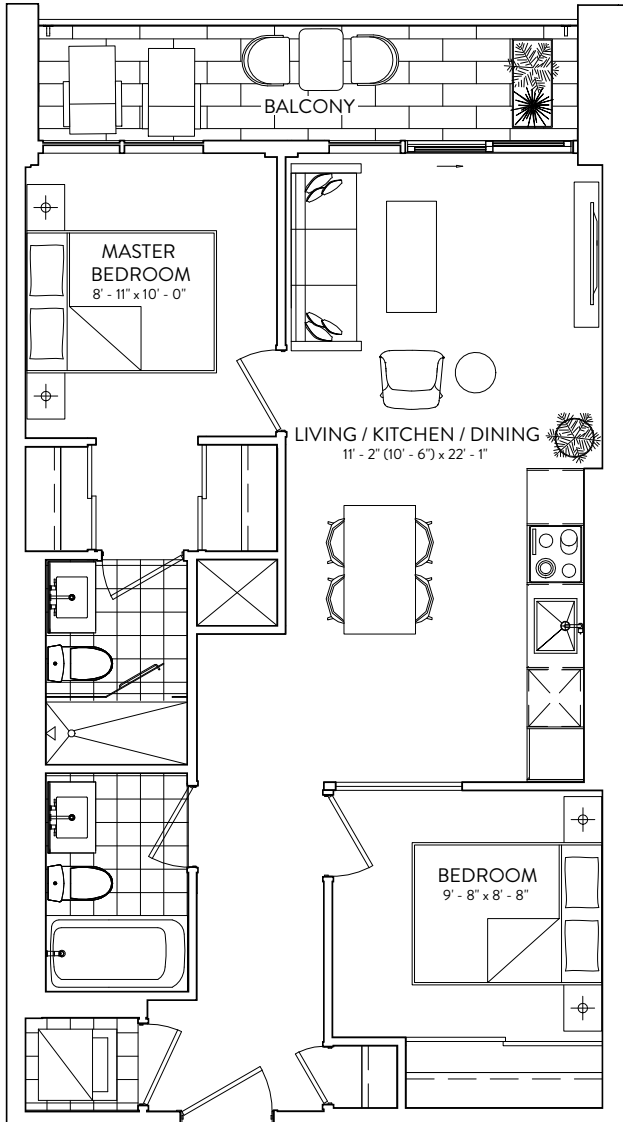 BALCONY
MASTER
BEDROOM
8' - 11" x 10' - 0"
LIVING / KITCHEN / DINING
11' - 2" (10' - 6") x 22' - 1"
BEDROOM
9' - 8" x 8' - 8"